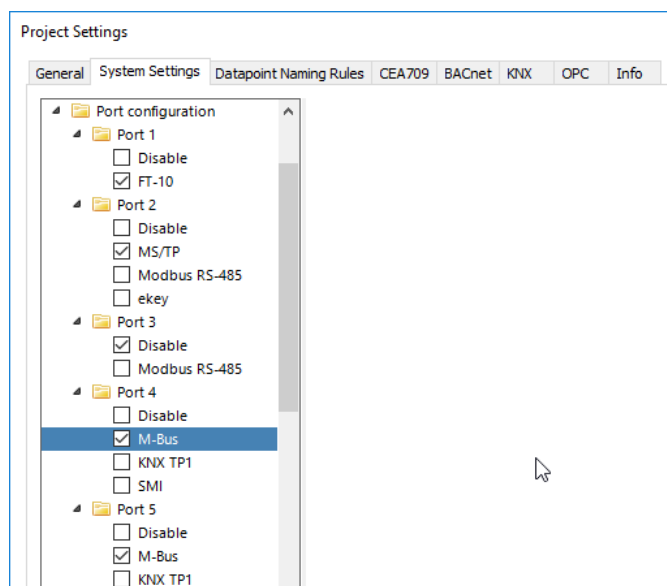 Project Settings
General System Settings Datapoint Naming Rules CEA709 BACnet KNX OPC Info
Port configuration
Port 1
Disable
FT-10
Port 2
Disable
MS/TP
Modbus RS-485
ekey
Port 3
Disable
Modbus RS-485
Port 4
Disable
M-Bus
KNX TP1
SMI
Port 5
Disable
M-Bus
KNX TP1